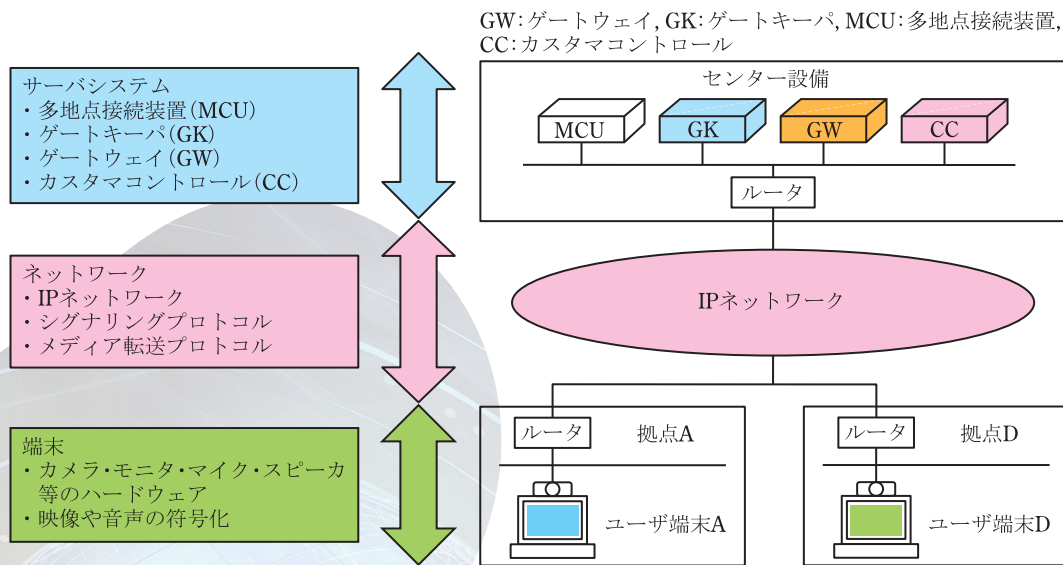 GW:ゲートウェイ, GK:ゲートキーパ, MCU:多地点接続装置,
CC:カスタマコントロール
サーバシステム
・多地点接続装置(MCU)
・ゲートキーパ(GK)
・ゲートウェイ(GW)
・カスタマコントロール(CC)
センター設備
MCU
GK
GW
CC
ルータ
ネットワーク
・IPネットワーク
・シグナリングプロトコル
・メディア転送プロトコル
IPネットワーク
端末
・カメラ・モニタ・マイク・スピーカ
等のハードウェア
・映像や音声の符号化
ルータ
拠点A
ユーザ端末A
ルータ
拠点D
ユーザ端末D